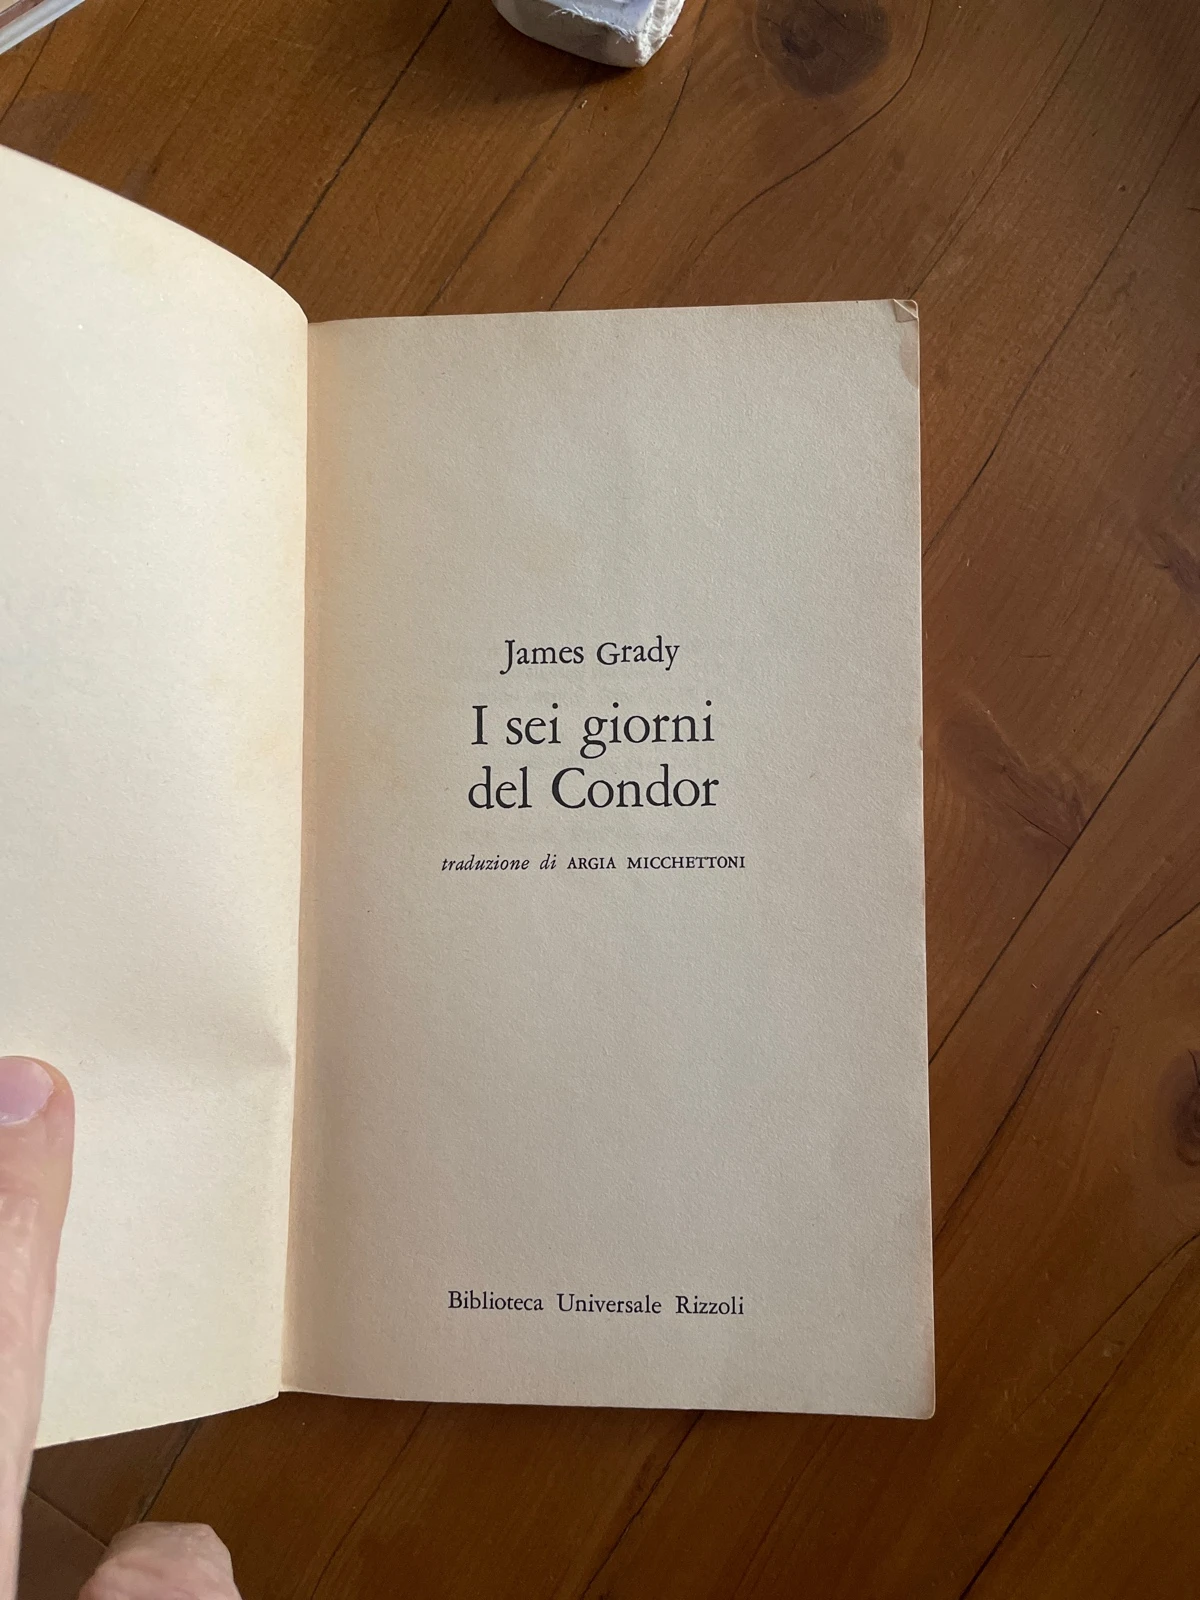 James Grady
I sei giorni
del Condor
traduzione di ARGIA MICCHETTONI
Biblioteca Universale Rizzoli